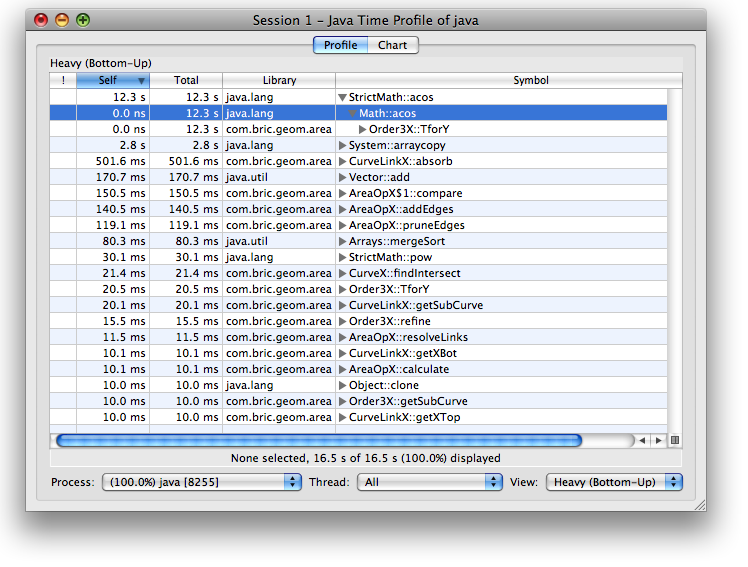 Session 1 – Java Time Profile of java
Profile Chart
Heavy (Bottom-Up)
! Self Total Library Symbol
12.3 s 12.3 s java.lang StrictMath::acos
0.0 ns 12.3 s java.lang Math::acos
0.0 ns 12.3 s com.bric.geom.area Order3X::TforY
2.8 s 2.8 s java.lang System::arraycopy
501.6 ms 501.6 ms com.bric.geom.area CurveLinkX::absorb
170.7 ms 170.7 ms java.util Vector::add
150.5 ms 150.5 ms com.bric.geom.area AreaOpX$1::compare
140.5 ms 140.5 ms com.bric.geom.area AreaOpX::addEdges
119.1 ms 119.1 ms com.bric.geom.area AreaOpX::pruneEdges
80.3 ms 80.3 ms java.util Arrays::mergeSort
30.1 ms 30.1 ms java.lang StrictMath::pow
21.4 ms 21.4 ms com.bric.geom.area CurveX::findIntersect
20.5 ms 20.5 ms com.bric.geom.area Order3X::TforY
20.1 ms 20.1 ms com.bric.geom.area CurveLinkX::getSubCurve
15.5 ms 15.5 ms com.bric.geom.area Order3X::refine
11.5 ms 11.5 ms com.bric.geom.area AreaOpX::resolveLinks
10.1 ms 10.1 ms com.bric.geom.area CurveLinkX::getXBot
10.1 ms 10.1 ms com.bric.geom.area AreaOpX::calculate
10.0 ms 10.0 ms java.lang Object::clone
10.0 ms 10.0 ms com.bric.geom.area Order3X::getSubCurve
10.0 ms 10.0 ms com.bric.geom.area CurveLinkX::getXTop
None selected, 16.5 s of 16.5 s (100.0%) displayed
Process: (100.0%) java [8255] Thread: All View: Heavy (Bottom-Up)